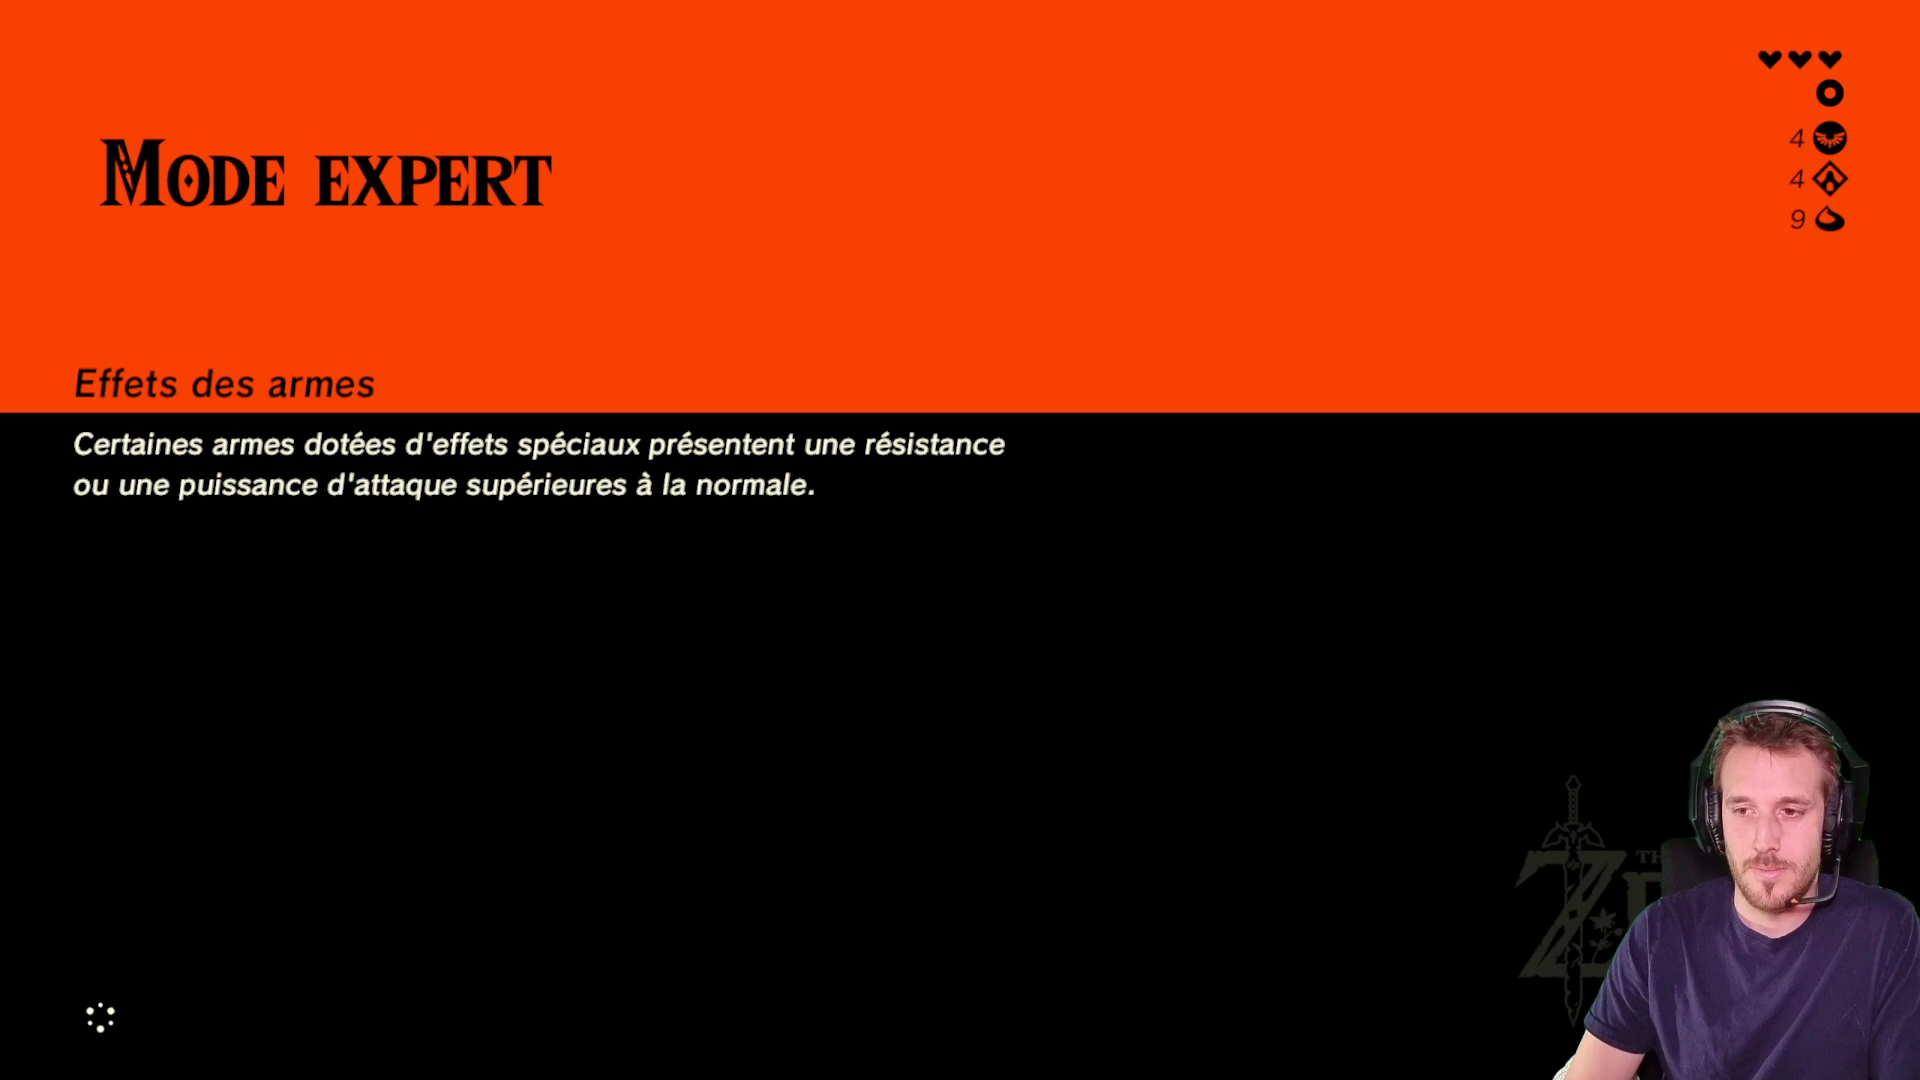 MODE EXPERT
4
4
9
Effets des armes
Certaines armes dotées d'effets spéciaux présentent une résistance
ou une puissance d'attaque supérieures à la normale.
TH
Z